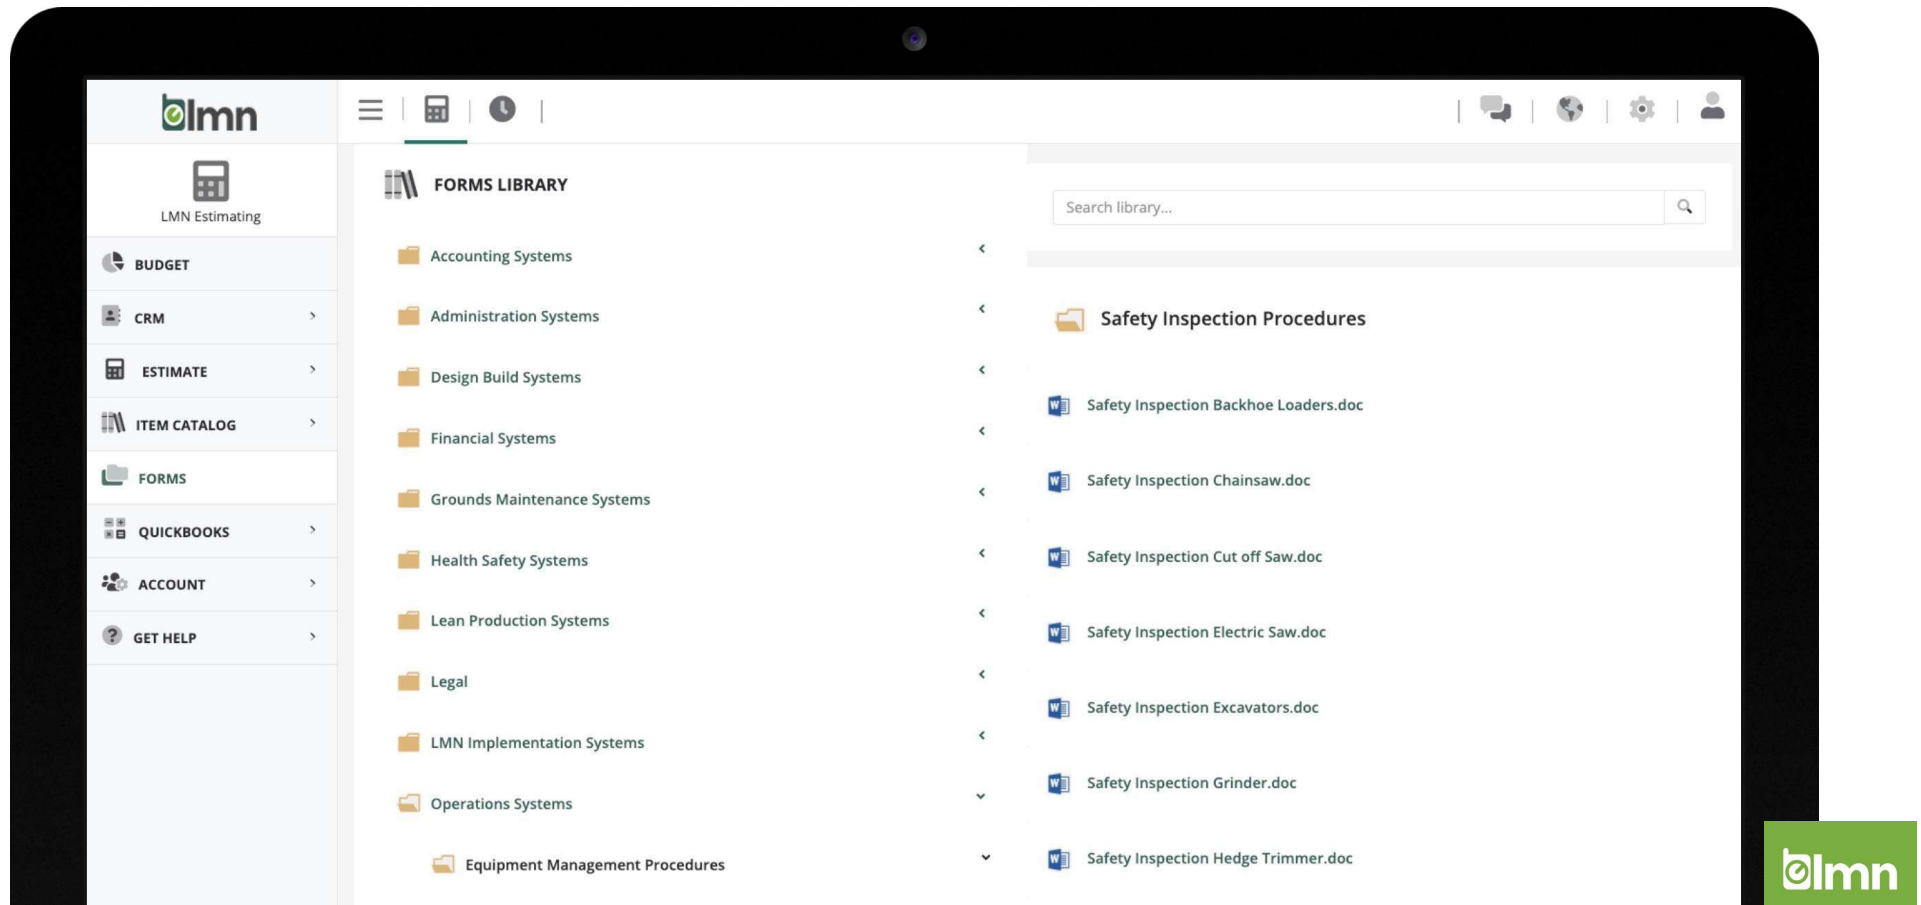 lmn
LMN Estimating
BUDGET
CRM
ESTIMATE
ITEM CATALOG
FORMS
QUICKBOOKS
ACCOUNT
GET HELP
FORMS LIBRARY
Accounting Systems
Administration Systems
Design Build Systems
Financial Systems
Grounds Maintenance Systems
Health Safety Systems
Lean Production Systems
Legal
LMN Implementation Systems
Operations Systems
Equipment Management Procedures
Search library...
Safety Inspection Procedures
Safety Inspection Backhoe Loaders.doc
Safety Inspection Chainsaw.doc
Safety Inspection Cut off Saw.doc
Safety Inspection Electric Saw.doc
Safety Inspection Excavators.doc
Safety Inspection Grinder.doc
Safety Inspection Hedge Trimmer.doc
lmn